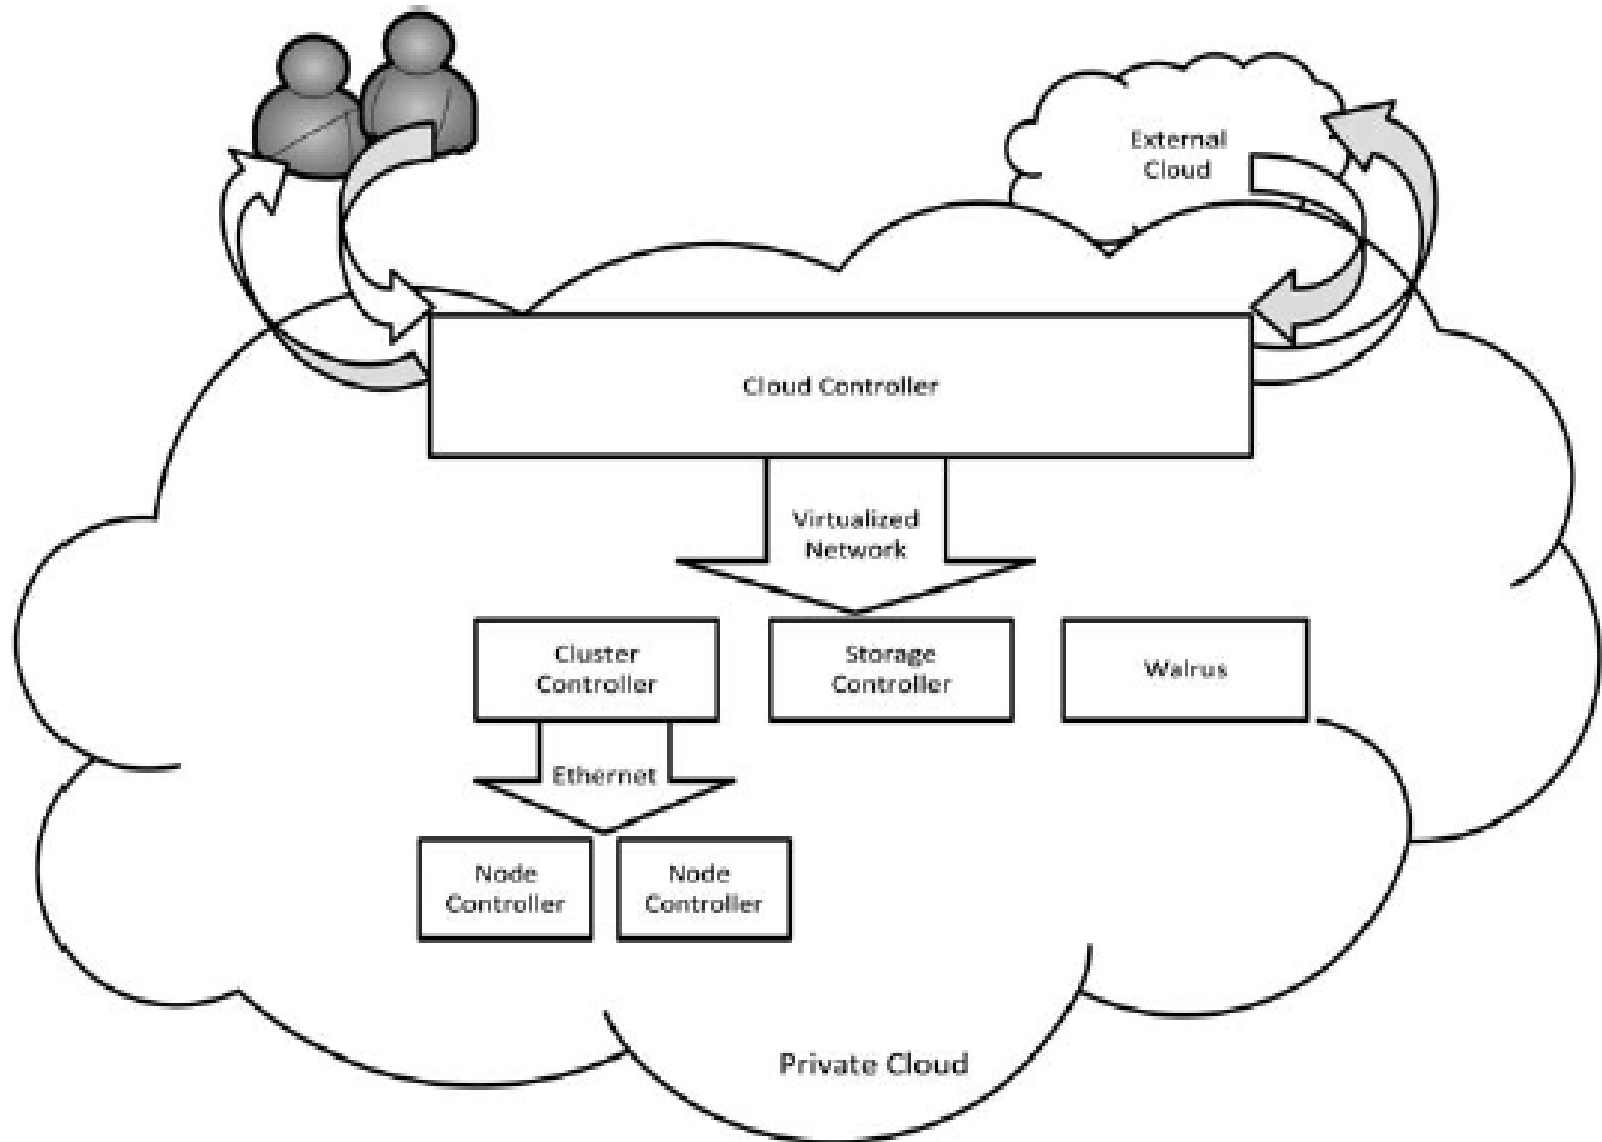 External
Cloud
Cloud Controller
Virtualized
Network
Cluster
Controller
Storage
Controller
Walrus
Ethernet
Node
Controller
Node
Controller
Private Cloud